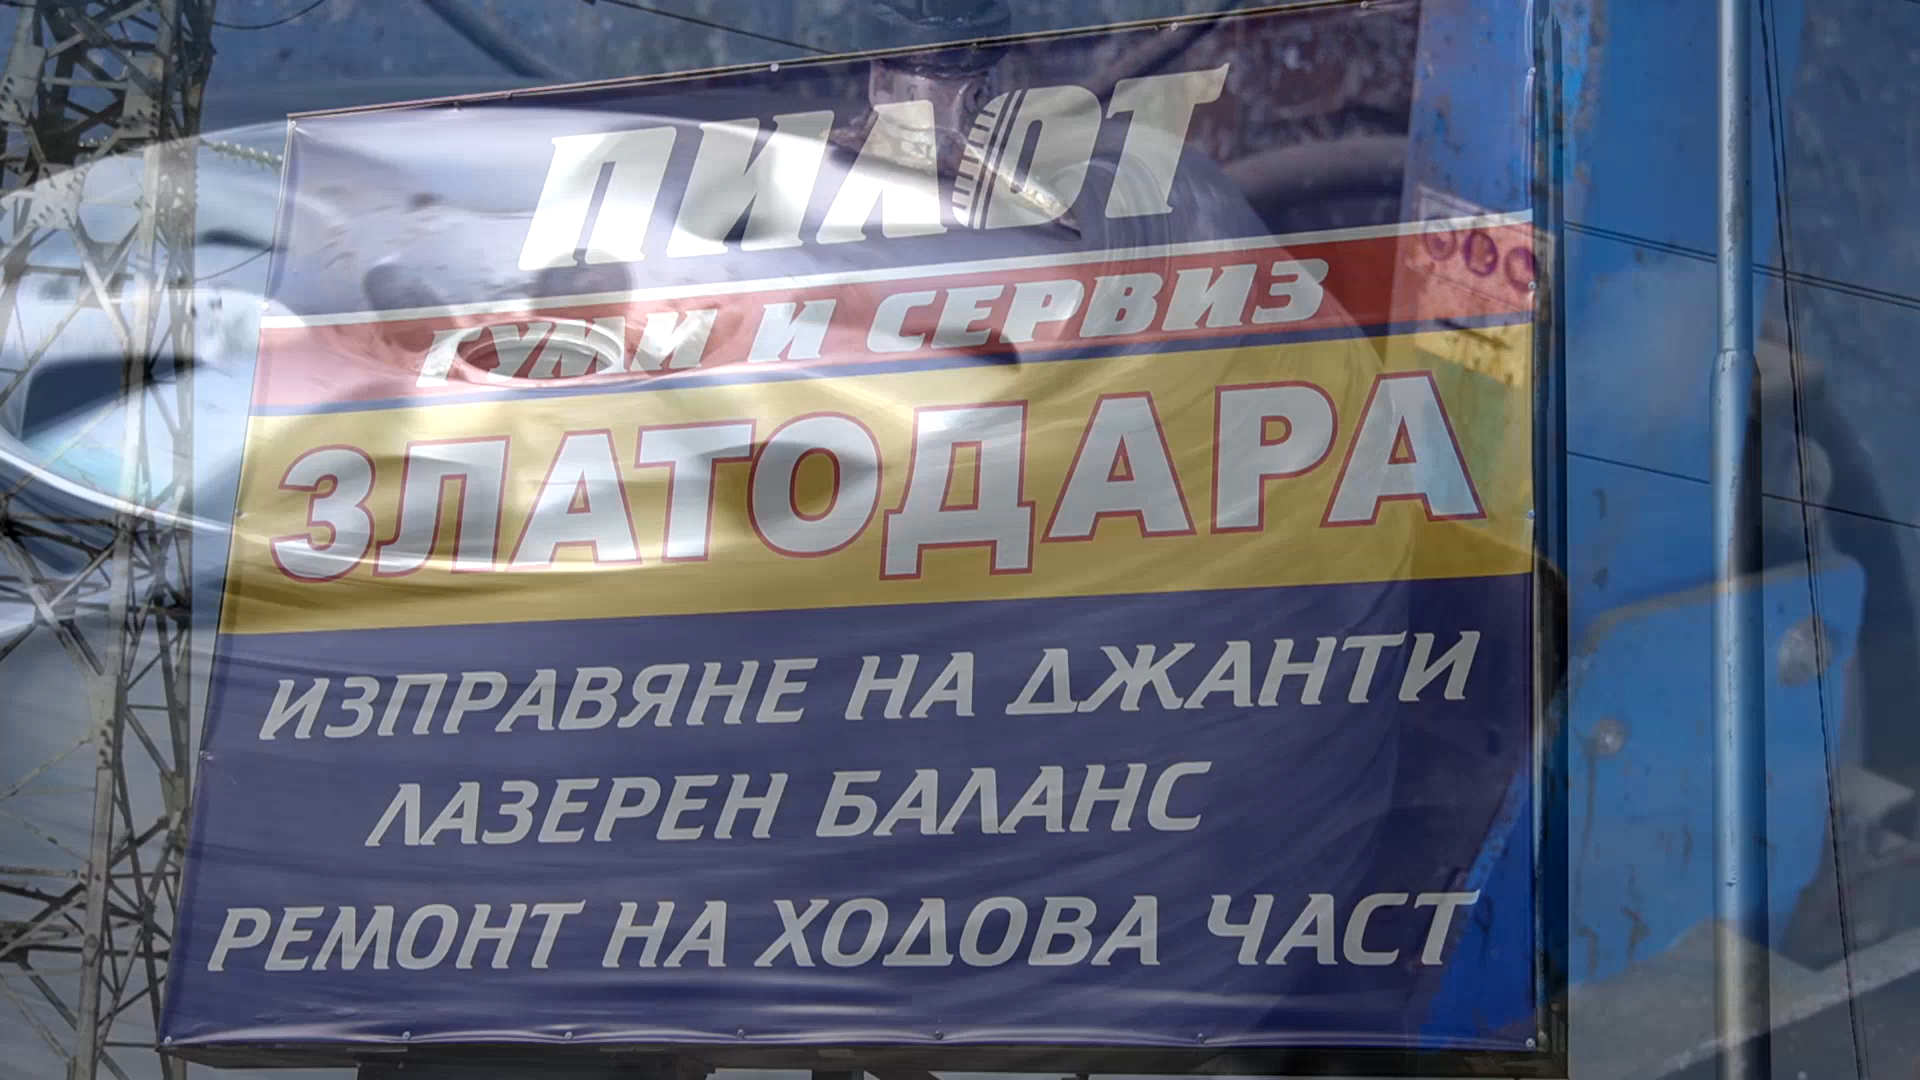 ПИЛОТ
ГУМИ И СЕРВИЗ
ЗЛАТОДАРА
ИЗПРАВЯНЕ НА ДЖАНТИ
ЛАЗЕРЕН БАЛАНС
РЕМОНТ НА ХОДОВА ЧАСТ